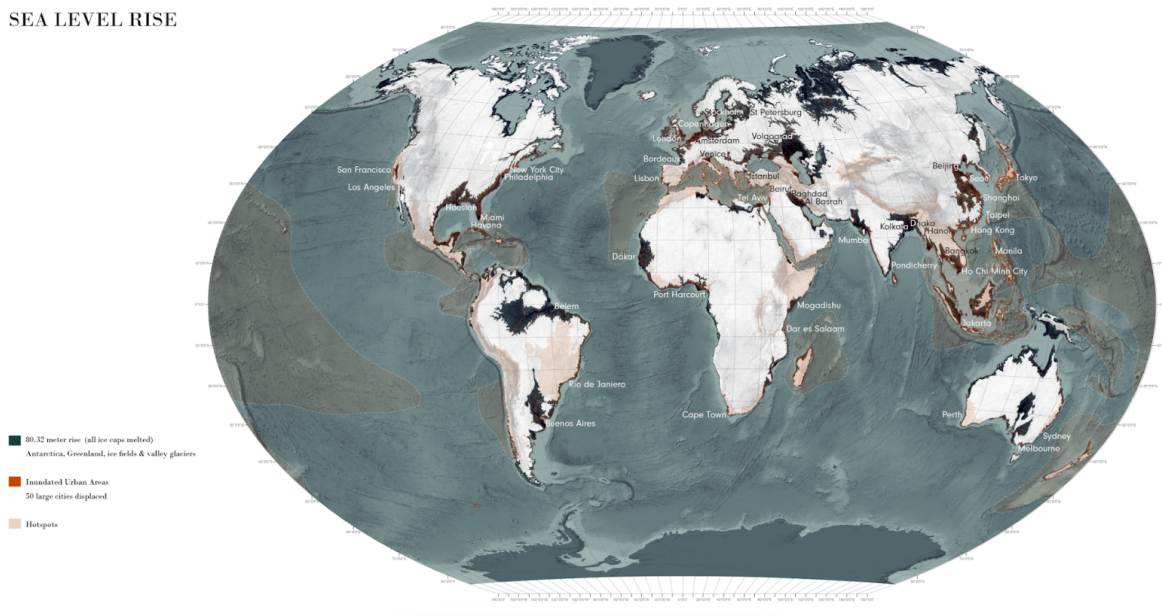 SEA LEVEL RISE
Stockholm
St Petersburg
Copenhagen
London
Amsterdam
Volgograd
Venice
Bordeaux
Beijing
San Francisco
New York City
Philadelphia
Lisbon
Istanbul
Seoul
Tokyo
Los Angeles
Beirut
Baghdad
Tel Aviv
Al Basrah
Shanghai
Houston
Miami
Havana
Taipei
Kolkata
Dhaka
Hanoi
Hong Kong
Mumbai
Dakar
Bangkok
Manila
Pondicherry
Ho Chi Minh City
Port Harcourt
Belem
Mogadishu
Jakarta
Dar es Salaam
Rio de Janiero
Cape Town
Perth
Buenos Aires
Sydney
Melbourne
80.32 meter rise (all ice caps melted)
Antarctica, Greenland, ice fields & valley glaciers
Inundated Urban Areas
50 large cities displaced
Hotspots